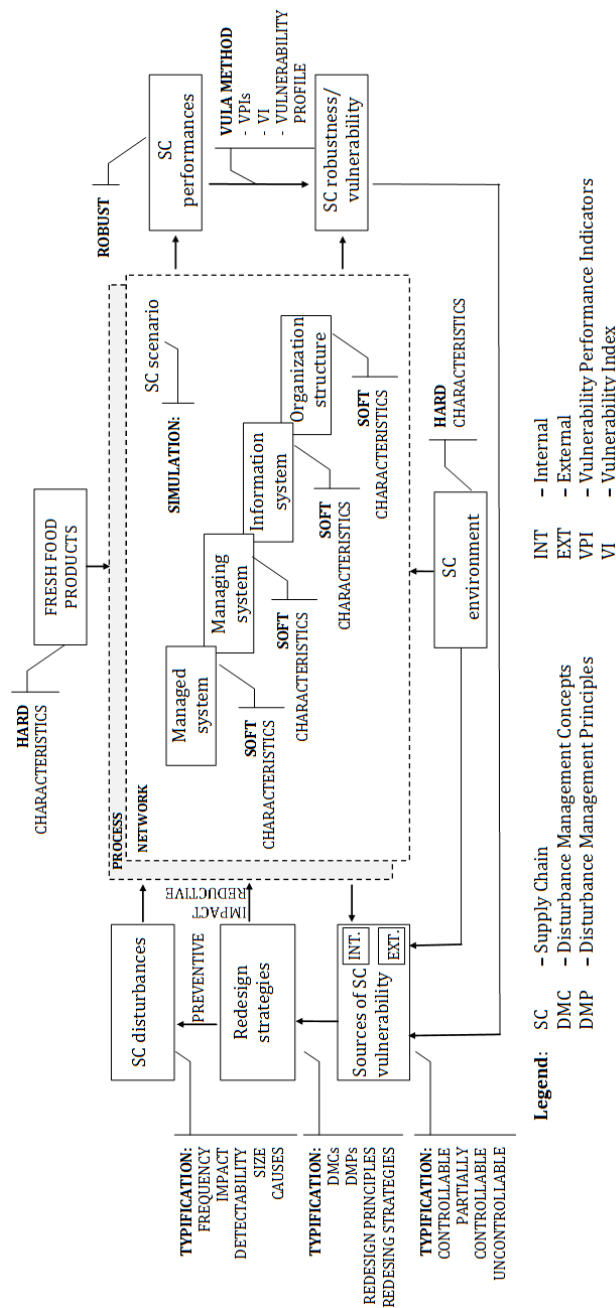 HARD
CHARACTERISTICS
FRESH FOOD
PRODUCTS
ROBUST
SC
performances
VULA METHOD
- VPIs
- VI
- VULNERABILITY
PROFILE
SC robustness/
vulnerability
PROCESS
NETWORK
SIMULATION:
SC scenario
Managed
system
SOFT
CHARACTERISTICS
Managing
system
SOFT
CHARACTERISTICS
Information
system
SOFT
CHARACTERISTICS
Organization
structure
SOFT
CHARACTERISTICS
SC disturbances
PREVENTIVE
IMPACT
REDUCTIVE
Redesign
strategies
Sources of SC
vulnerability
INT.
EXT.
SC
environment
HARD
CHARACTERISTICS
TYPIFICATION:
FREQUENCY
IMPACT
DETECTABILITY
SIZE
CAUSES
TYPIFICATION:
DMCs
DMPs
REDESIGN PRINCIPLES
REDESING STRATEGIES
TYPIFICATION:
CONTROLLABLE
PARTIALLY
CONTROLLABLE
UNCONTROLLABLE
Legend:
SC – Supply Chain
DMC – Disturbance Management Concepts
DMP – Disturbance Management Principles
INT – Internal
EXT – External
VPI – Vulnerability Performance Indicators
VI – Vulnerability Index